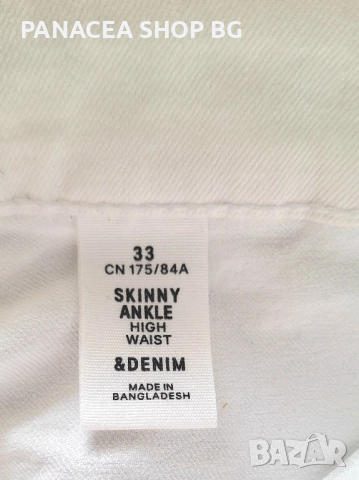 PANACEA SHOP BG
33
CN 175/84A
SKINNY
ANKLE
HIGH
WAIST
&DENIM
MADE IN
BANGLADESH
BAZAR